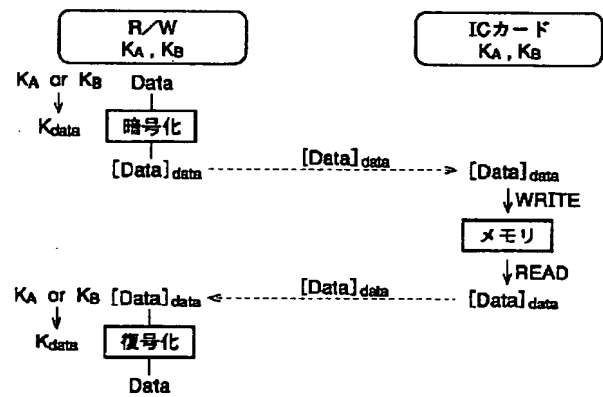 R/W
KA , KB
ICカード
KA , KB
KA or KB Data
Kdata 暗号化
[Data]data [Data]data [Data]data
WRITE
メモリ
READ
KA or KB [Data]data [Data]data [Data]data
Kdata 復号化
Data